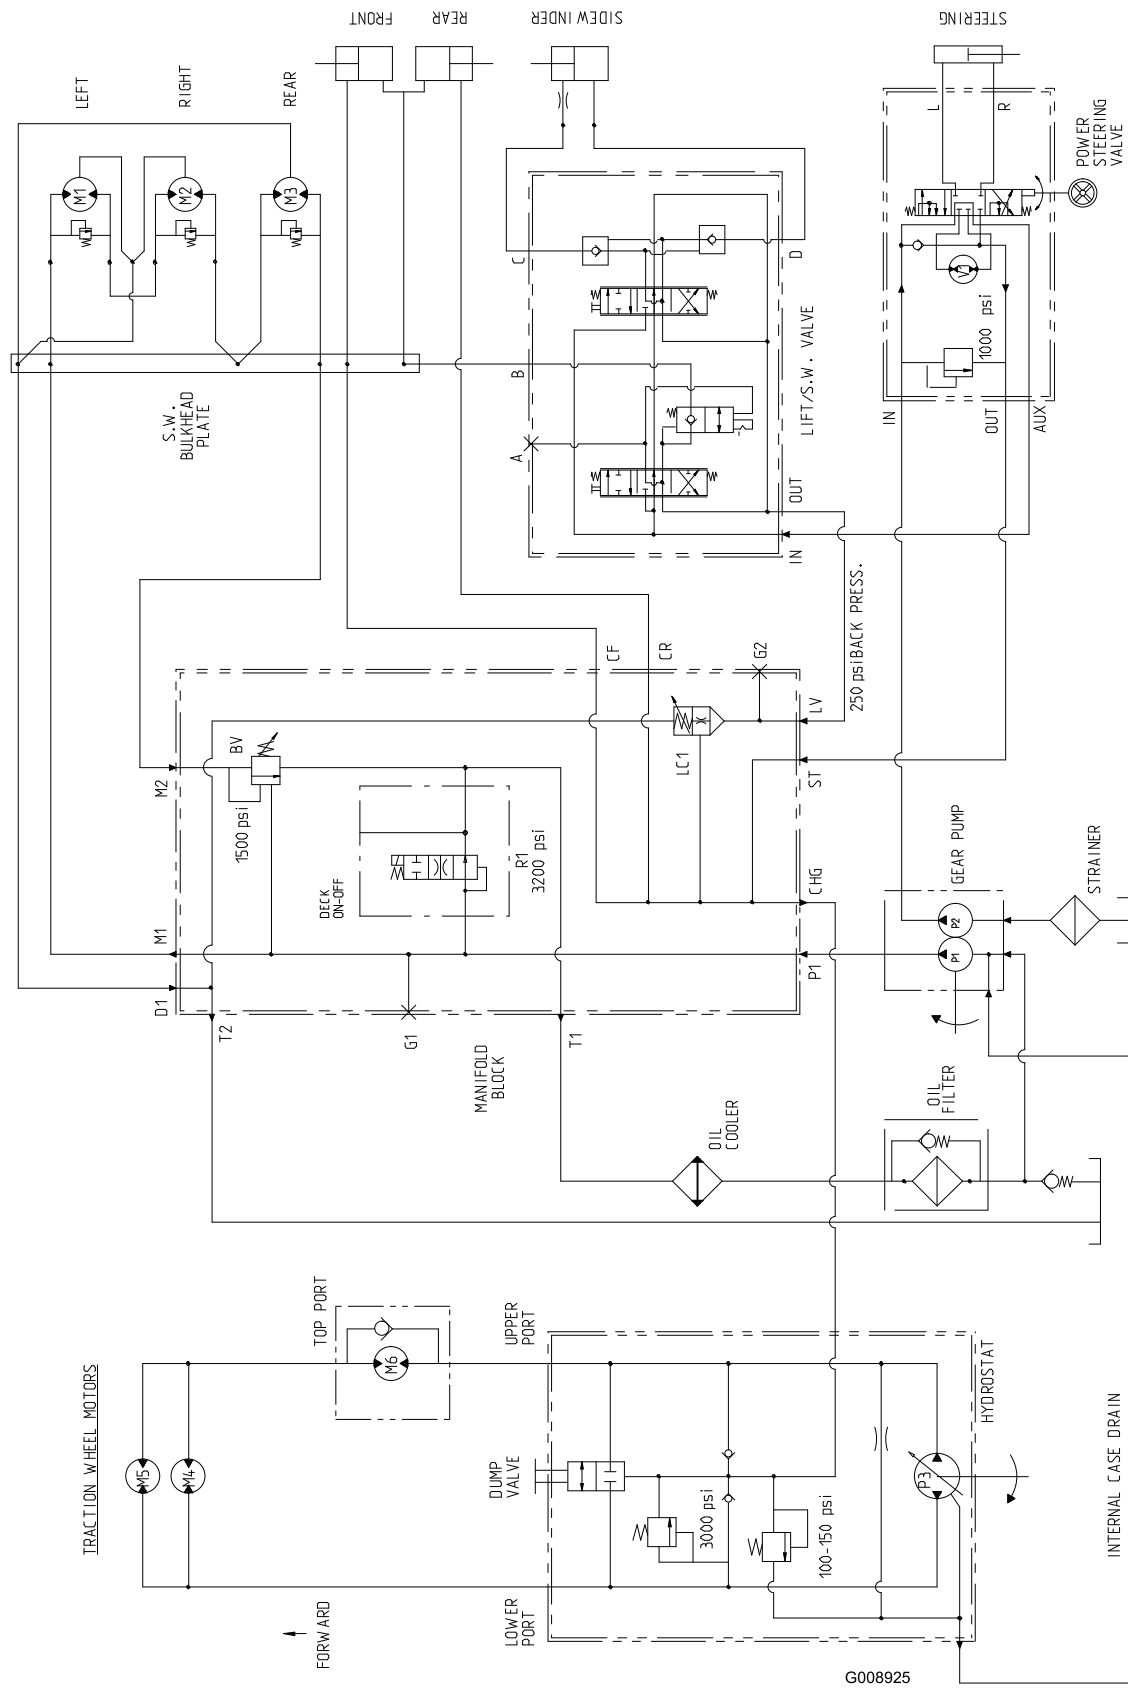 FRONT
REAR
SIDEWINDER
STEERING
LEFT
RIGHT
REAR
M1
M2
M3
L
R
POWER
STEERING
VALVE
V1
1000 psi
IN
OUT
AUX
C
D
B
A
LIFT/S.W. VALVE
OUT
IN
S.W.
BULKHEAD
PLATE
250 psi BACK PRESS.
CF
CR
G2
LV
ST
LC1
BV
1500 psi
M2
R1
3200 psi
DECK
ON-OFF
M1
CHG
P1
D1
T2
G1
T1
MANIFOLD
BLOCK
GEAR PUMP
P2
P1
STRAINER
OIL
COOLER
OIL
FILTER
TRACTION WHEEL MOTORS
M5
M4
M6
TOP PORT
UPPER
PORT
DUMP
VALVE
3000 psi
100-150 psi
P3
HYDROSTAT
LOWER
PORT
FORWARD
INTERNAL CASE DRAIN
G008925